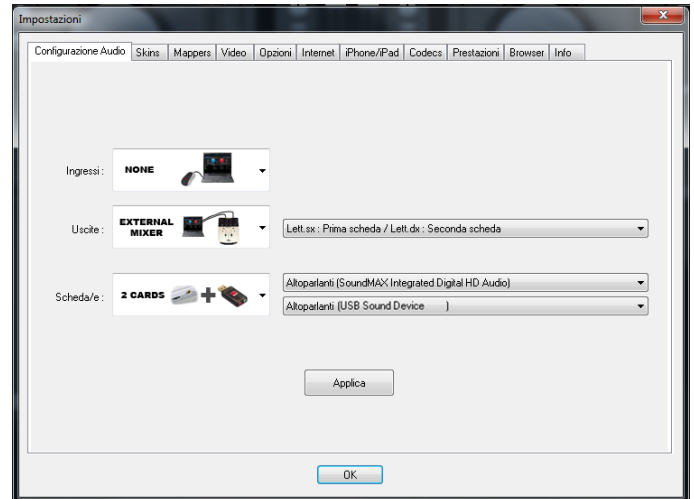 Impostazioni
Configurazione Audio Skins Mappers Video Opzioni Internet iPhone/iPad Codecs Prestazioni Browser Info
Ingressi : NONE
Uscite : EXTERNAL MIXER Lett.sx : Prima scheda / Lett.dx : Seconda scheda
Scheda/e : 2 CARDS Altoparlanti (SoundMAX Integrated Digital HD Audio)
Altoparlanti (USB Sound Device )
Applica
OK